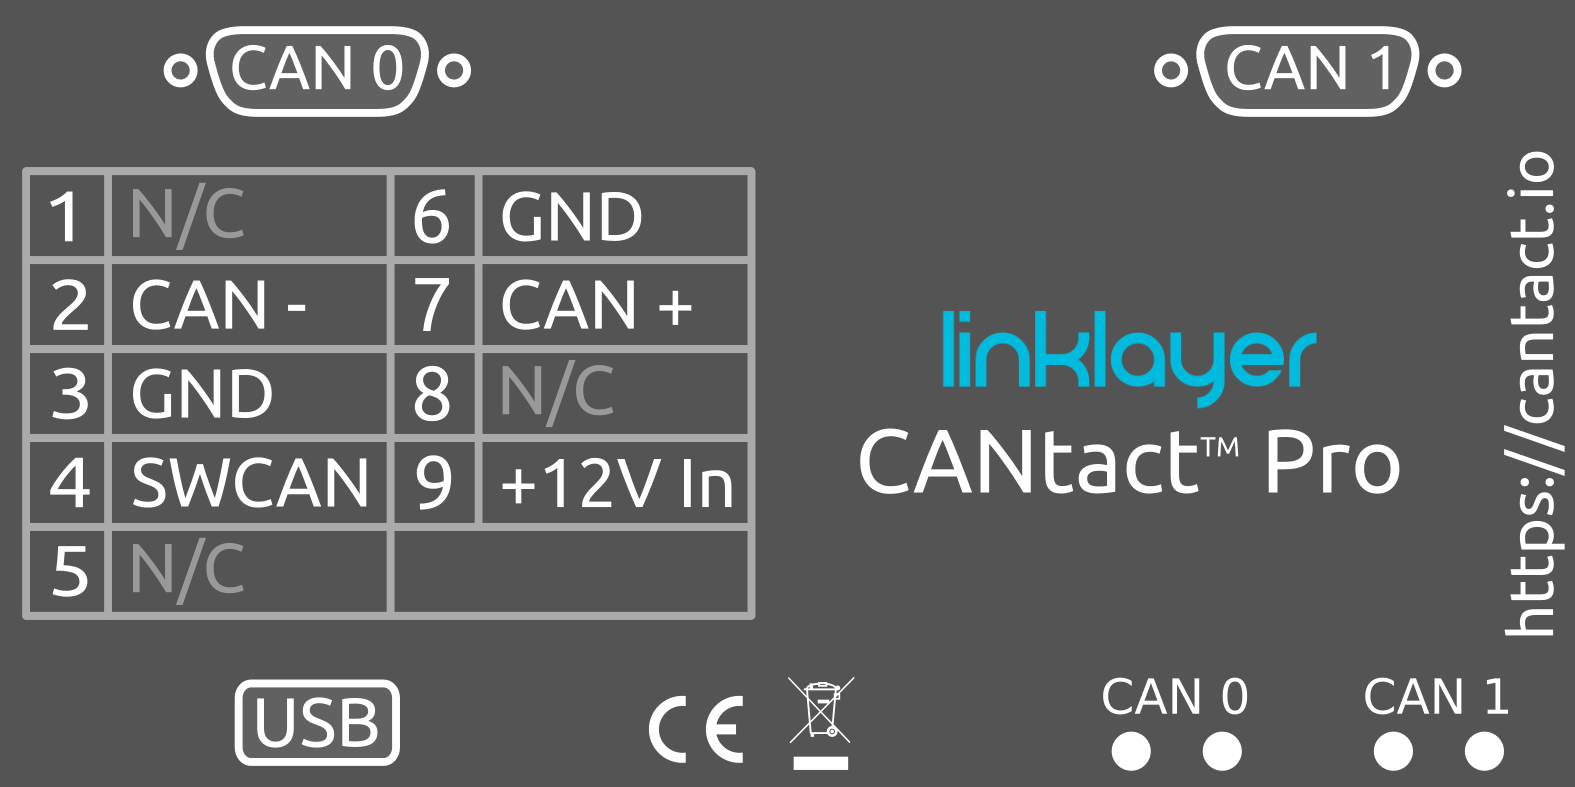 CAN 0
CAN 1
1 N/C 6 GND
2 CAN - 7 CAN +
3 GND 8 N/C
4 SWCAN 9 +12V In
5 N/C
linklayer
CANtact™ Pro
https://cantact.io
USB
CE
CAN 0
CAN 1